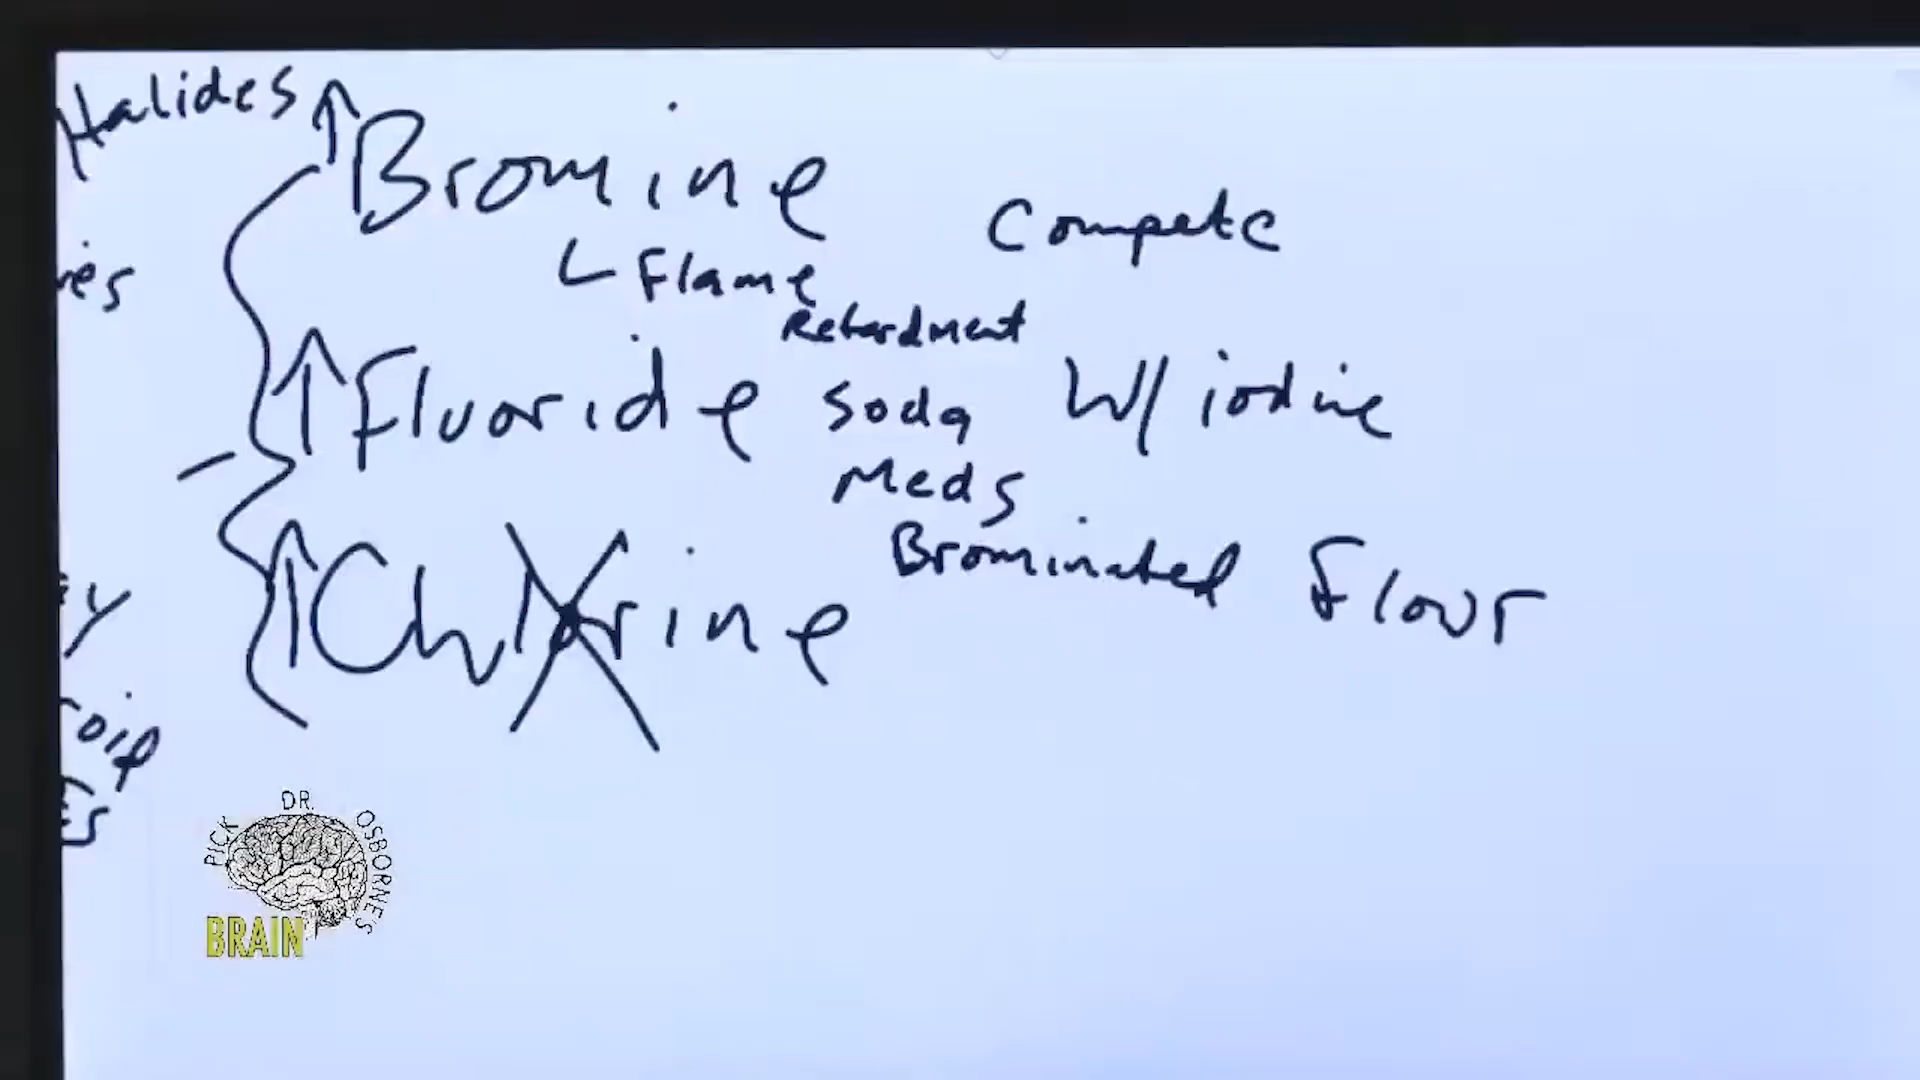 Halides ↑ Bromine
Compete
Flame
Retardment
↑ Fluoride
Soda
W/ iodine
Meds
Brominated Flour
↑ Chlorine
DR.
PICK
OSBORNE'S
BRAIN